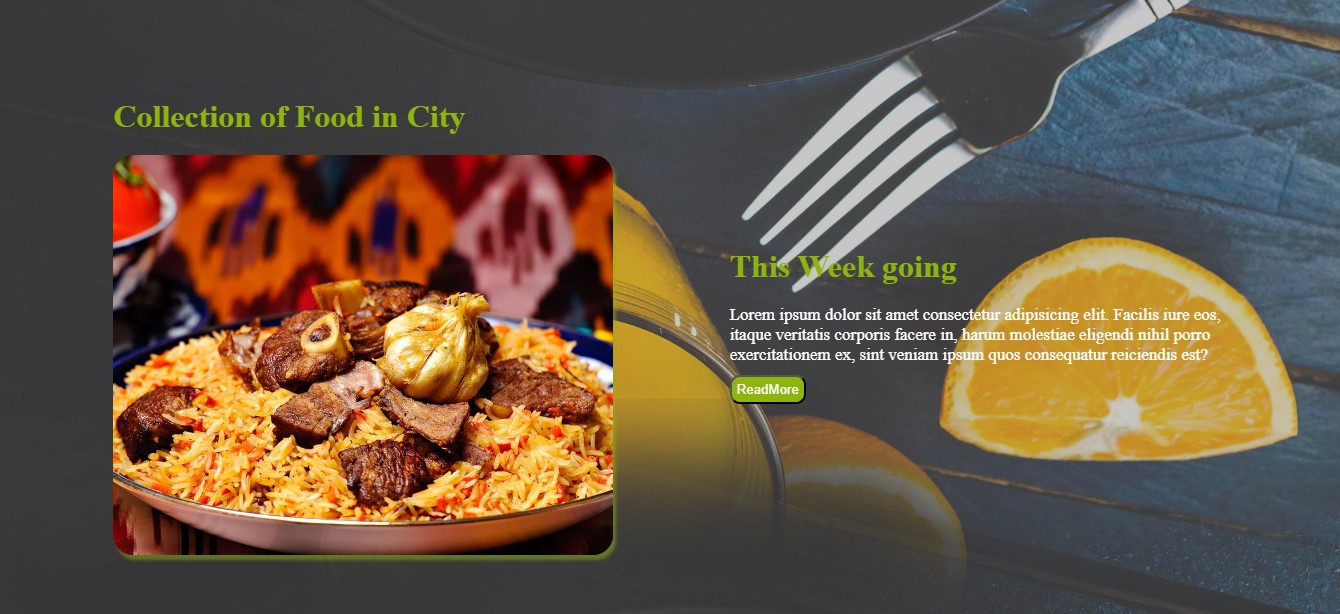 Collection of Food in City
This Week going
Lorem ipsum dolor sit amet consectetur adipisicing elit. Facilis iure eos,
itaque veritatis corporis facere in, harum molestiae eligendi nihil porro
exercitationem ex, sint veniam ipsum quos consequatur reiciendis est?
ReadMore